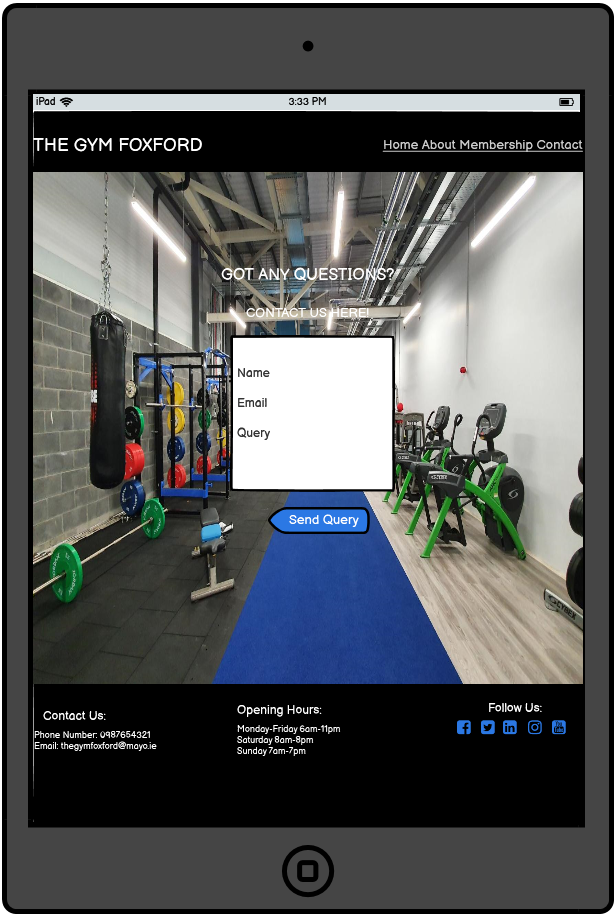 iPad 3:33 PM
THE GYM FOXFORD
Home About Membership Contact
GOT ANY QUESTIONS?
CONTACT US HERE!
Name
Email
Query
Send Query
Contact Us:
Phone Number: 0987654321
Email: thegymfoxford@mayo.ie
Opening Hours:
Monday-Friday 6am-11pm
Saturday 8am-8pm
Sunday 7am-7pm
Follow Us: